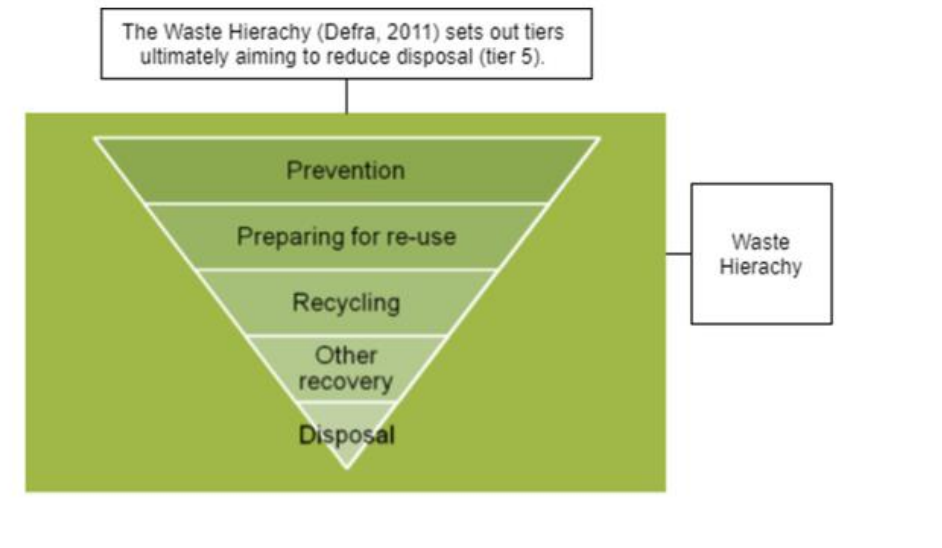 The Waste Hierachy (Defra, 2011) sets out tiers
ultimately aiming to reduce disposal (tier 5).
Prevention
Preparing for re-use
Recycling
Other
recovery
Disposal
Waste
Hierachy